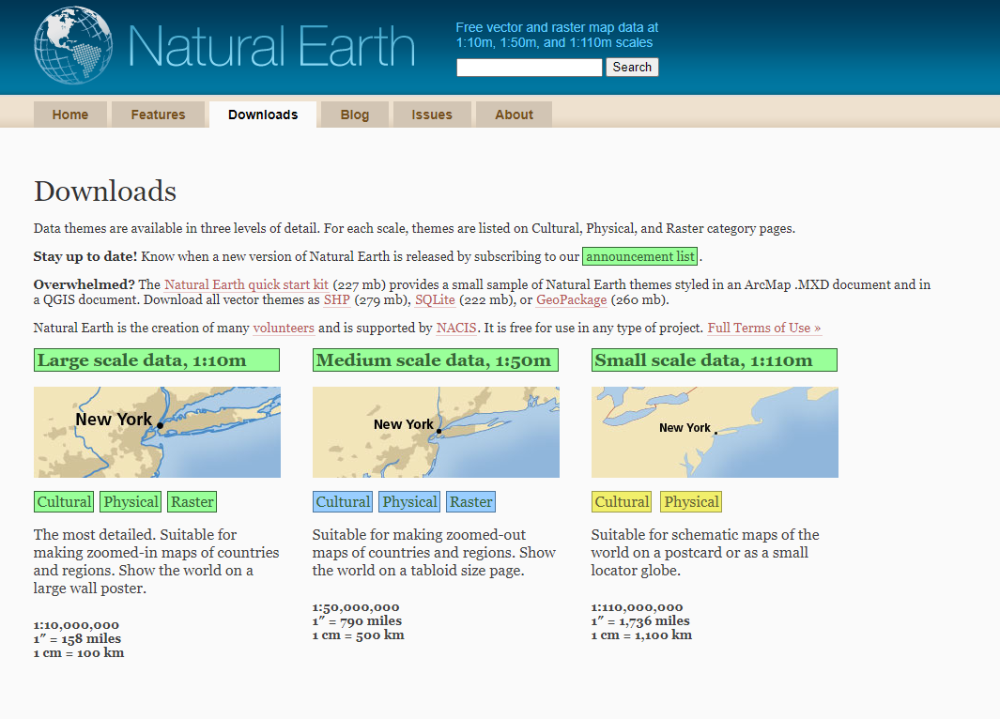 Natural Earth
Free vector and raster map data at
1:10m, 1:50m, and 1:110m scales
Search
Home
Features
Downloads
Blog
Issues
About
Downloads
Data themes are available in three levels of detail. For each scale, themes are listed on Cultural, Physical, and Raster category pages.
Stay up to date! Know when a new version of Natural Earth is released by subscribing to our announcement list.
Overwhelmed? The Natural Earth quick start kit (227 mb) provides a small sample of Natural Earth themes styled in an ArcMap .MXD document and in
a QGIS document. Download all vector themes as SHP (279 mb), SQLite (222 mb), or GeoPackage (260 mb).
Natural Earth is the creation of many volunteers and is supported by NACIS. It is free for use in any type of project. Full Terms of Use »
Large scale data, 1:10m
New York
Cultural Physical Raster
The most detailed. Suitable for
making zoomed-in maps of countries
and regions. Show the world on a
large wall poster.
1:10,000,000
1″ = 158 miles
1 cm = 100 km
Medium scale data, 1:50m
New York
Cultural Physical Raster
Suitable for making zoomed-out
maps of countries and regions. Show
the world on a tabloid size page.
1:50,000,000
1″ = 790 miles
1 cm = 500 km
Small scale data, 1:110m
New York
Cultural Physical
Suitable for schematic maps of the
world on a postcard or as a small
locator globe.
1:110,000,000
1″ = 1,736 miles
1 cm = 1,100 km